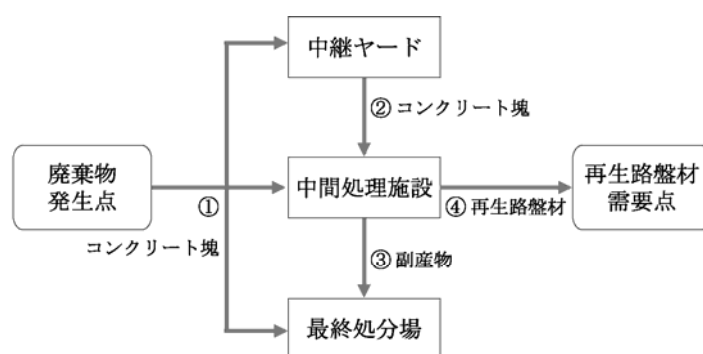 中継ヤード
② コンクリート塊
廃棄物
発生点
①
コンクリート塊
中間処理施設
④ 再生路盤材
再生路盤材
需要点
③ 副産物
最終処分場